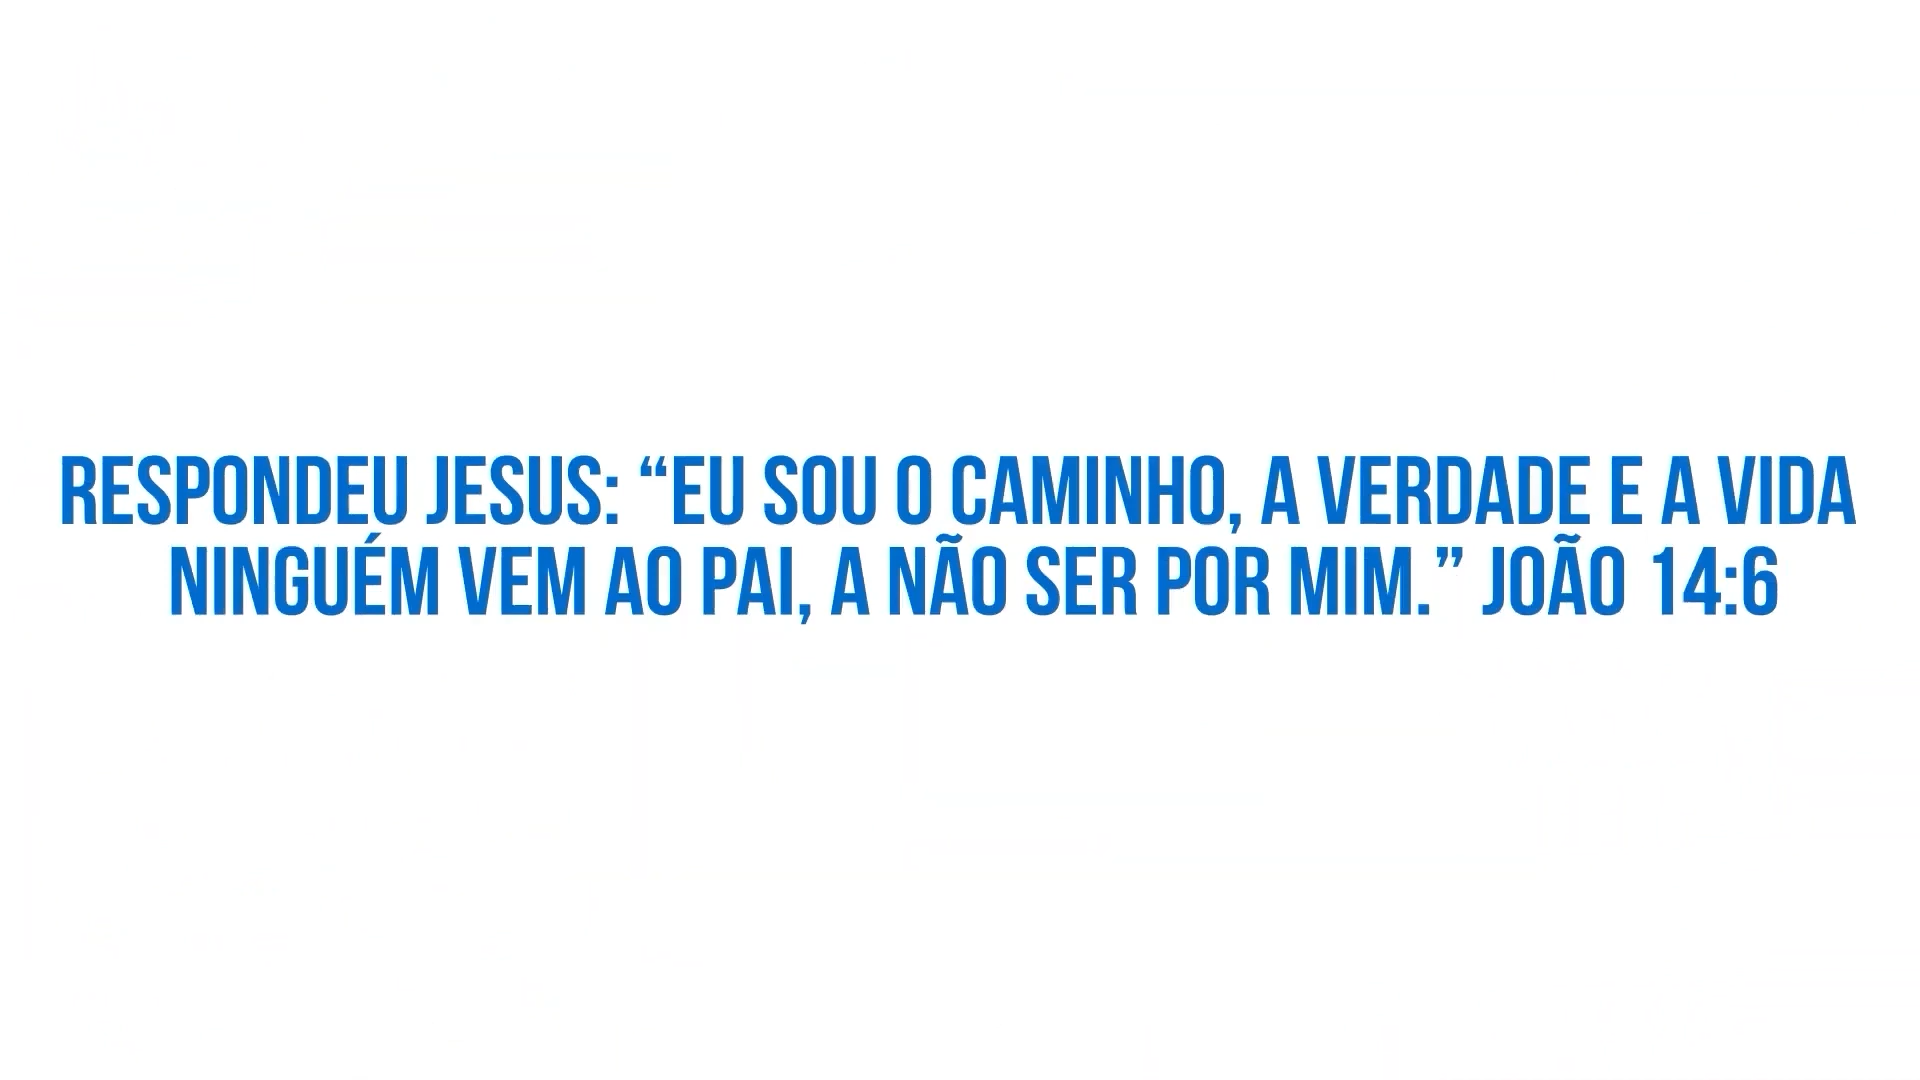 RESPONDEU JESUS: “EU SOU O CAMINHO, A VERDADE E A VIDA
NINGUÉM VEM AO PAI, A NÃO SER POR MIM.” JOÃO 14:6